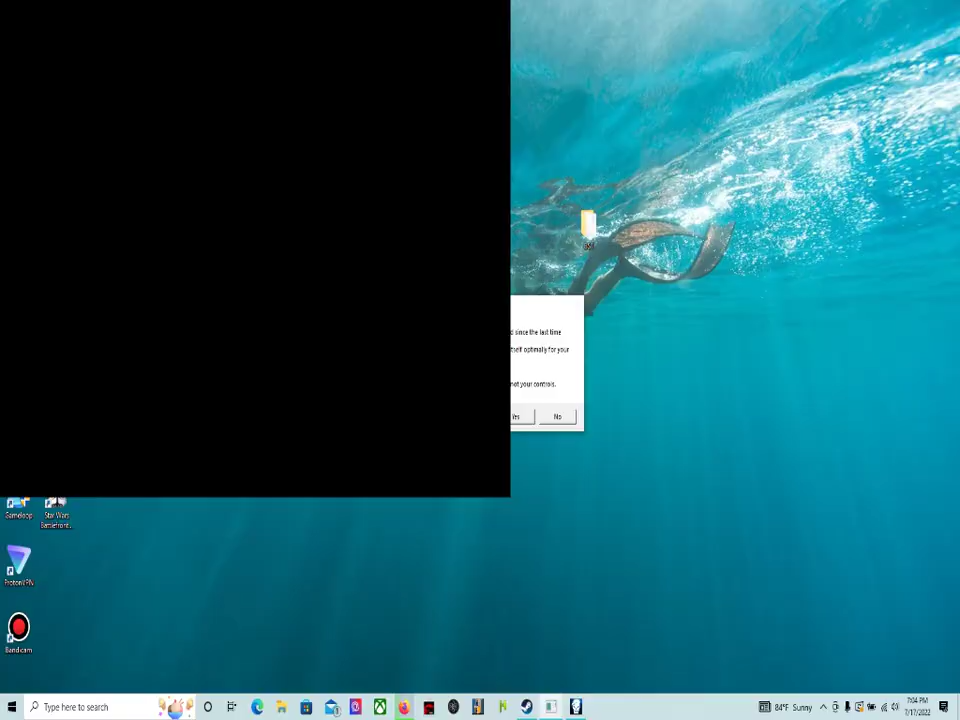 d since the last time
itself optimally for your
not your controls.
Yes
No
Gameloop
Star Wars
Battlefront...
ProtonVPN
Bandicam
Type here to search
84°F Sunny
7:04 PM
7/17/2022